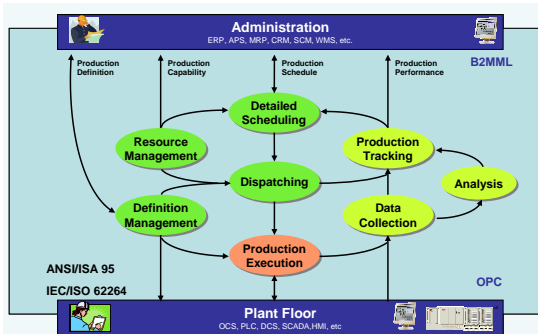 Administration
ERP, APS, MRP, CRM, SCM, WMS, etc.
B2MML
Production
Definition
Production
Capability
Production
Schedule
Production
Performance
Detailed
Scheduling
Resource
Management
Production
Tracking
Dispatching
Analysis
Definition
Management
Data
Collection
Production
Execution
ANSI/ISA 95
IEC/ISO 62264
OPC
Plant Floor
OCS, PLC, DCS, SCADA,HMI, etc